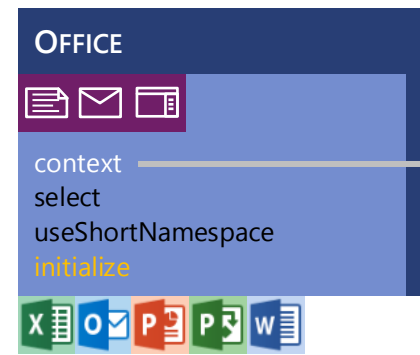 OFFICE
context
select
useShortNamespace
initialize
X O P P W